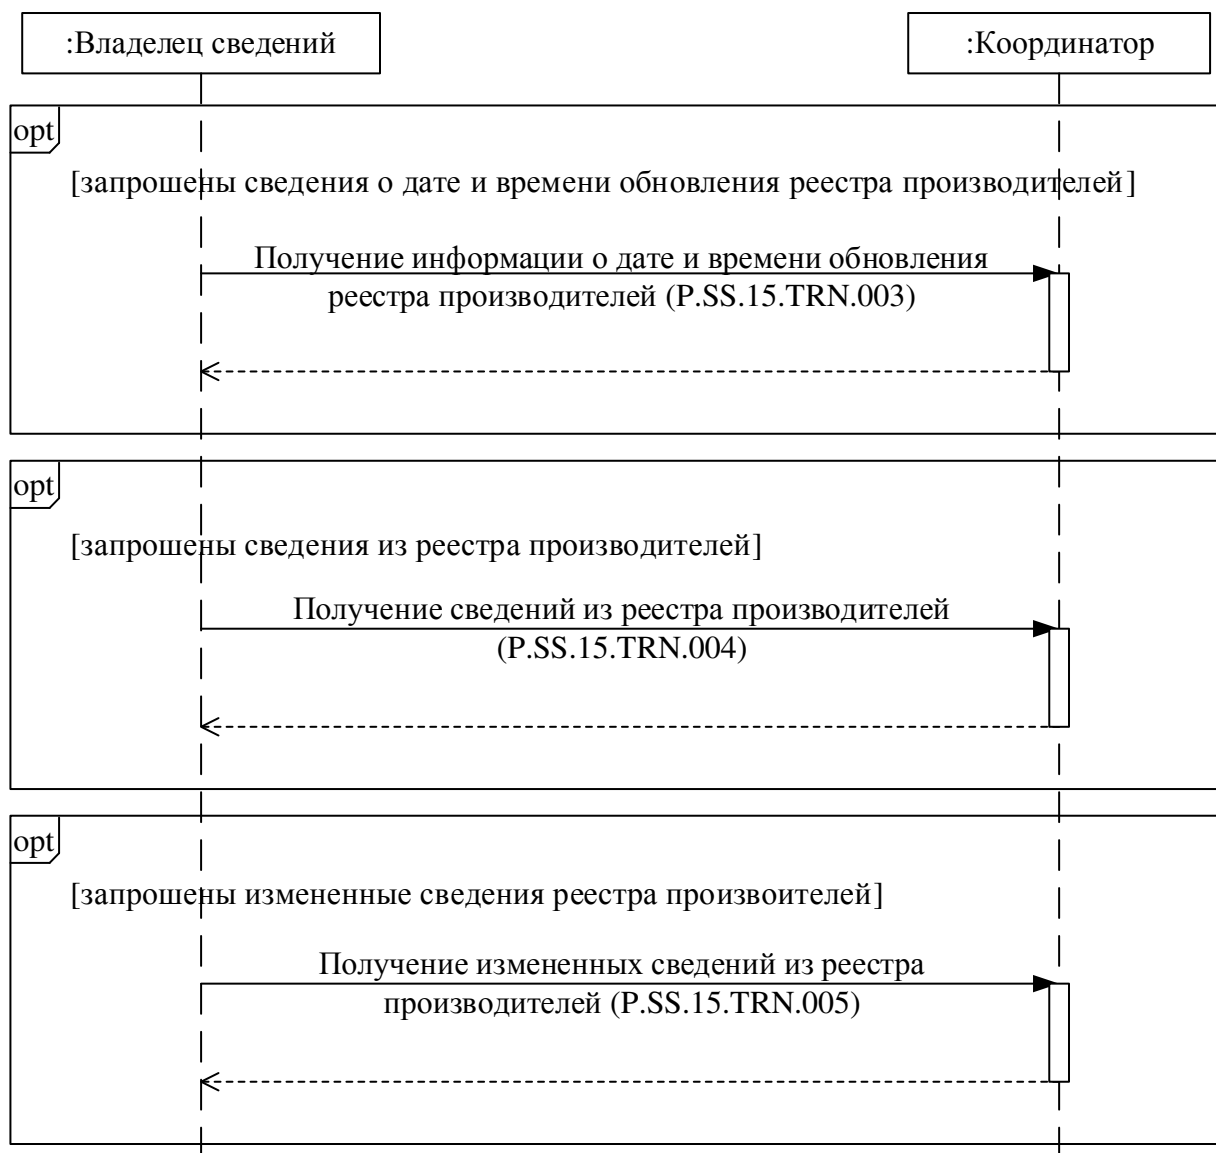 :Владелец сведений
:Координатор
opt
[запрошены сведения о дате и времени обновления реестра производителей]
Получение информации о дате и времени обновления
реестра производителей (P.SS.15.TRN.003)
opt
[запрошены сведения из реестра производителей]
Получение сведений из реестра производителей
(P.SS.15.TRN.004)
opt
[запрошены измененные сведения реестра произвоителей]
Получение измененных сведений из реестра
производителей (P.SS.15.TRN.005)